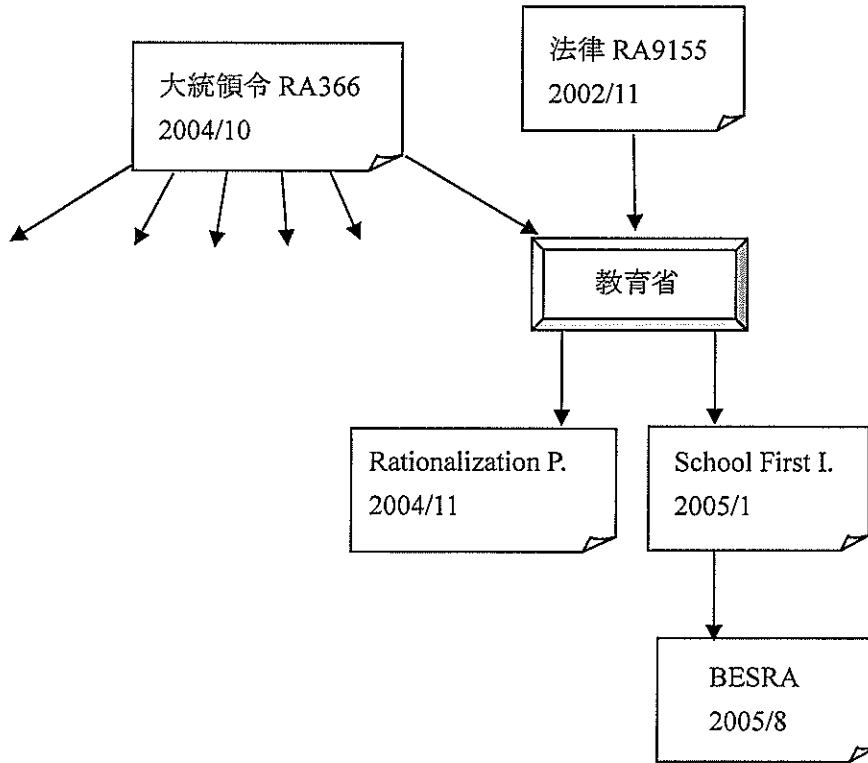 大統領令 RA366
2004/10
法律 RA9155
2002/11
教育省
Rationalization P.
2004/11
School First I.
2005/1
BESRA
2005/8